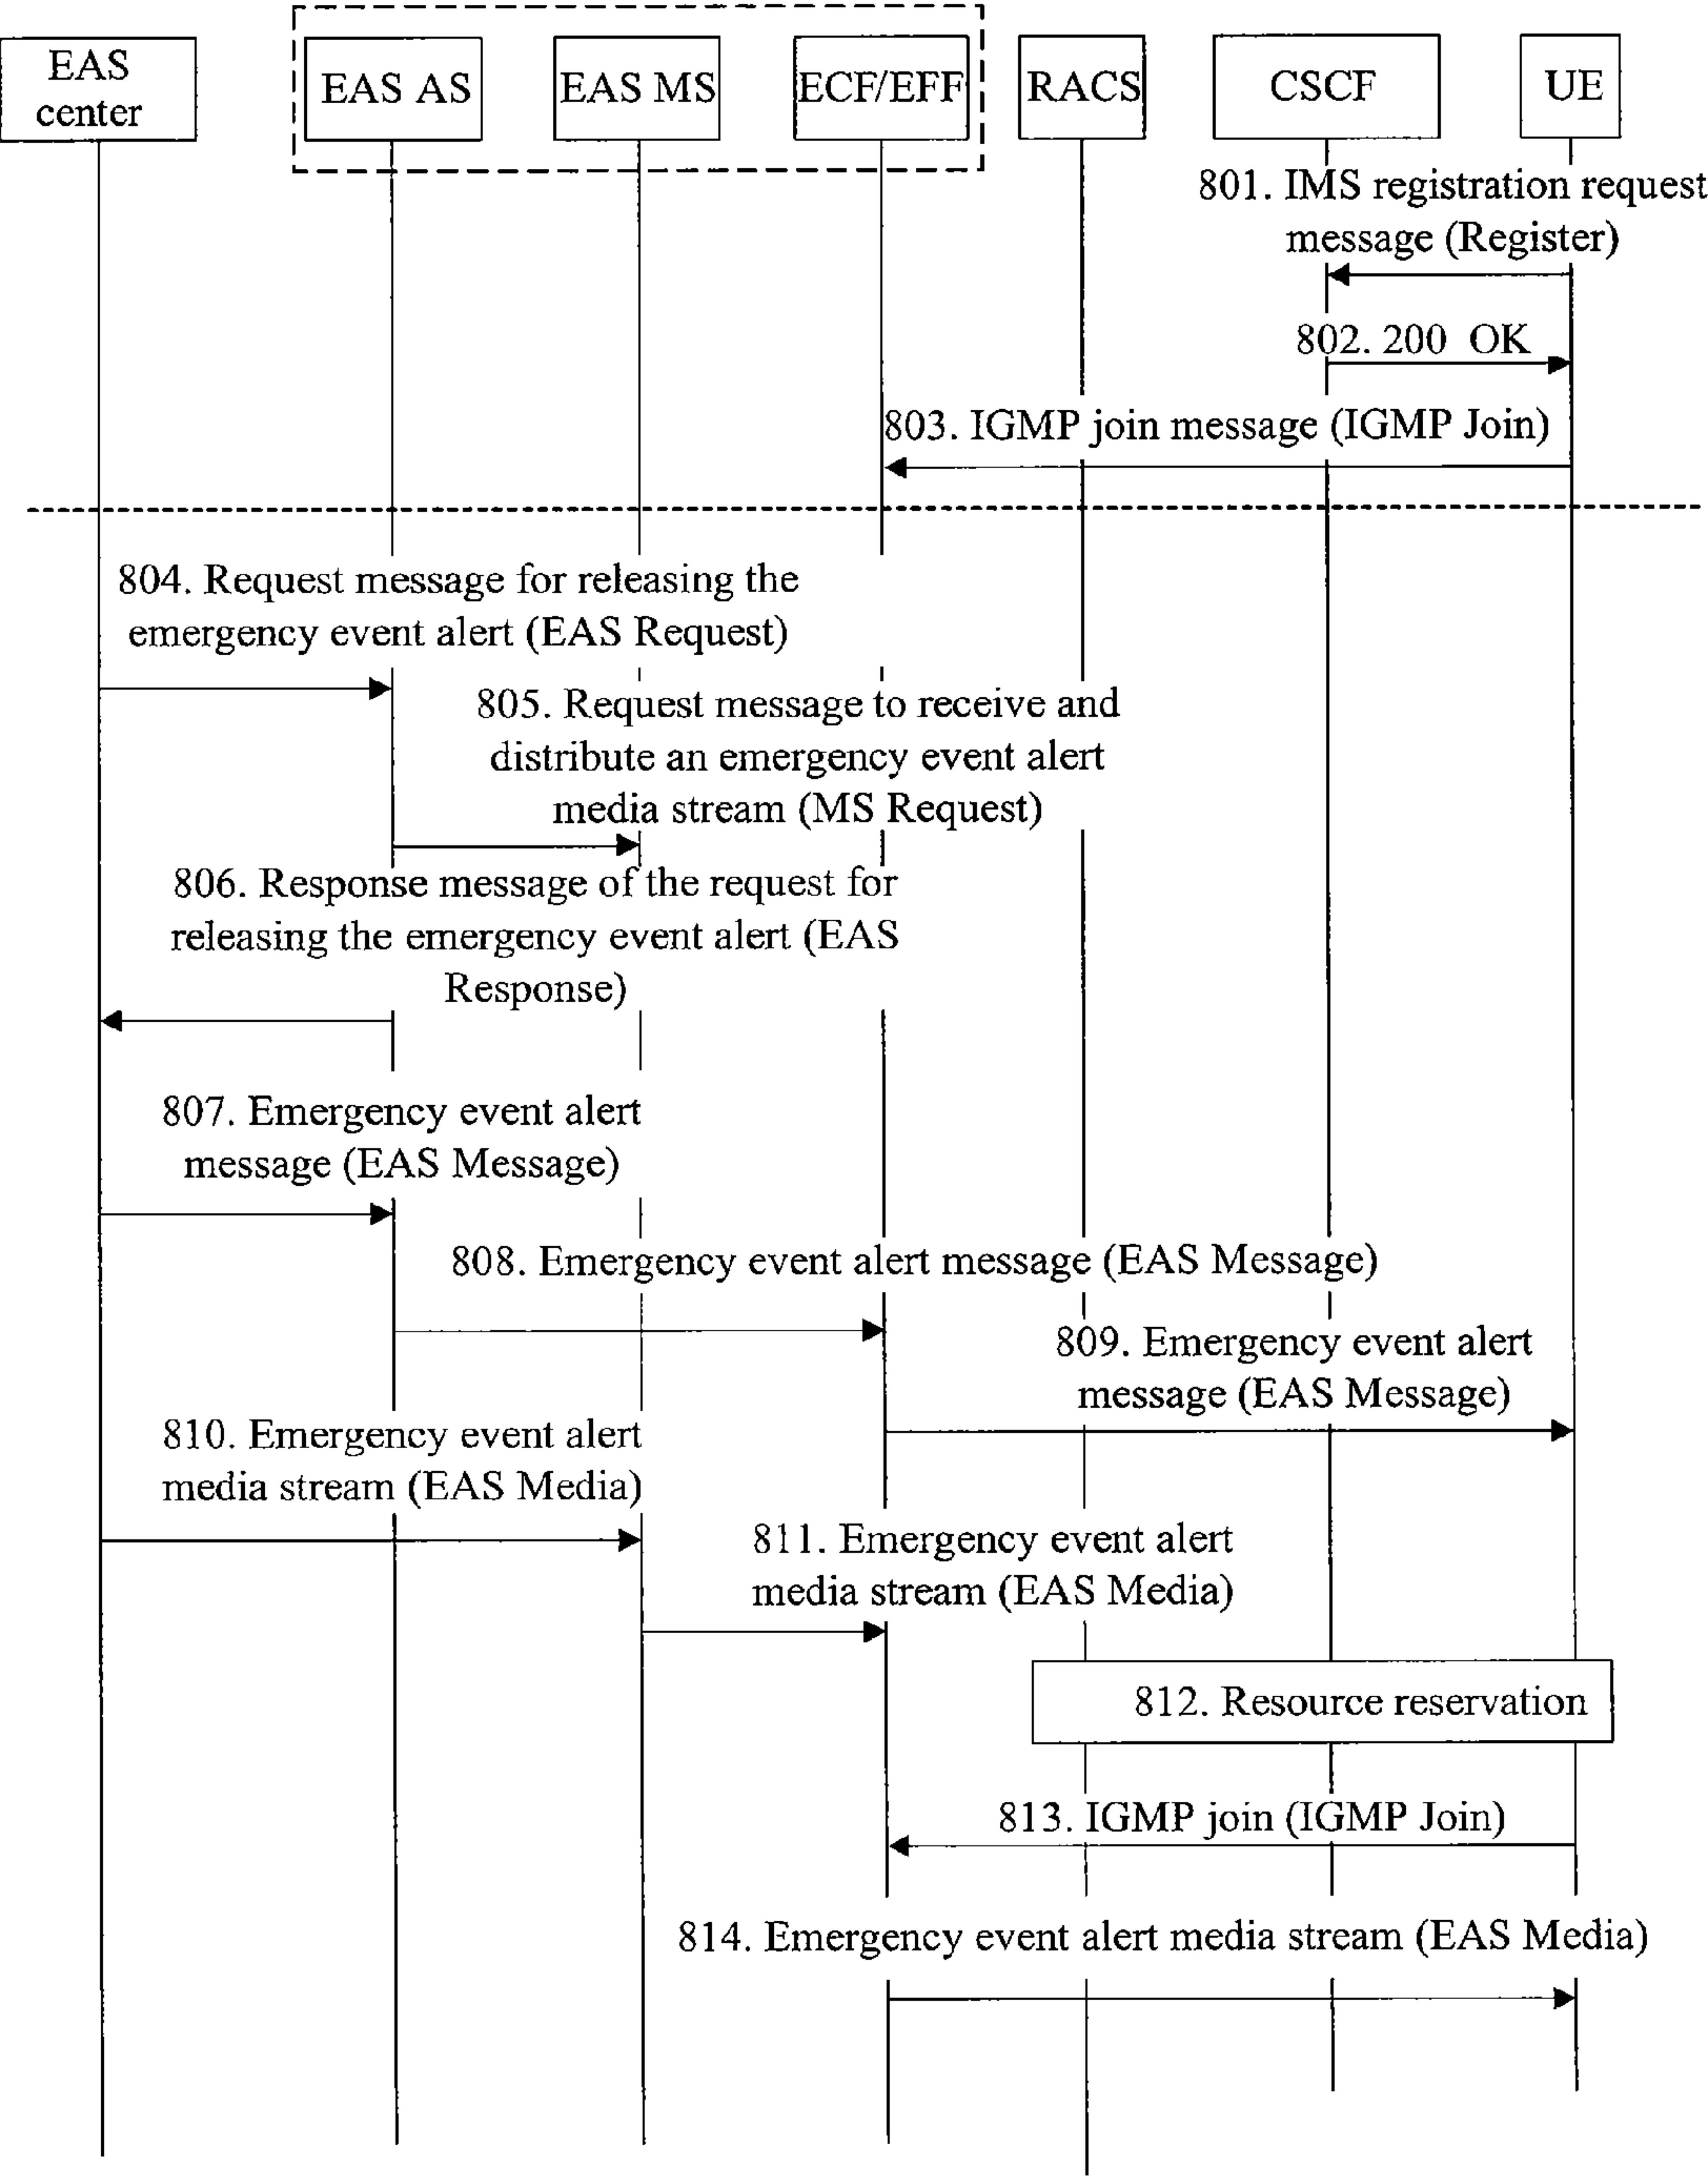 EAS
center
EAS AS
EAS MS
ECF/EFF
RACS
CSCF
UE
801. IMS registration request
message (Register)
802. 200 OK
803. IGMP join message (IGMP Join)
804. Request message for releasing the
emergency event alert (EAS Request)
805. Request message to receive and
distribute an emergency event alert
media stream (MS Request)
806. Response message of the request for
releasing the emergency event alert (EAS
Response)
807. Emergency event alert
message (EAS Message)
808. Emergency event alert message (EAS Message)
809. Emergency event alert
message (EAS Message)
810. Emergency event alert
media stream (EAS Media)
811. Emergency event alert
media stream (EAS Media)
812. Resource reservation
813. IGMP join (IGMP Join)
814. Emergency event alert media stream (EAS Media)